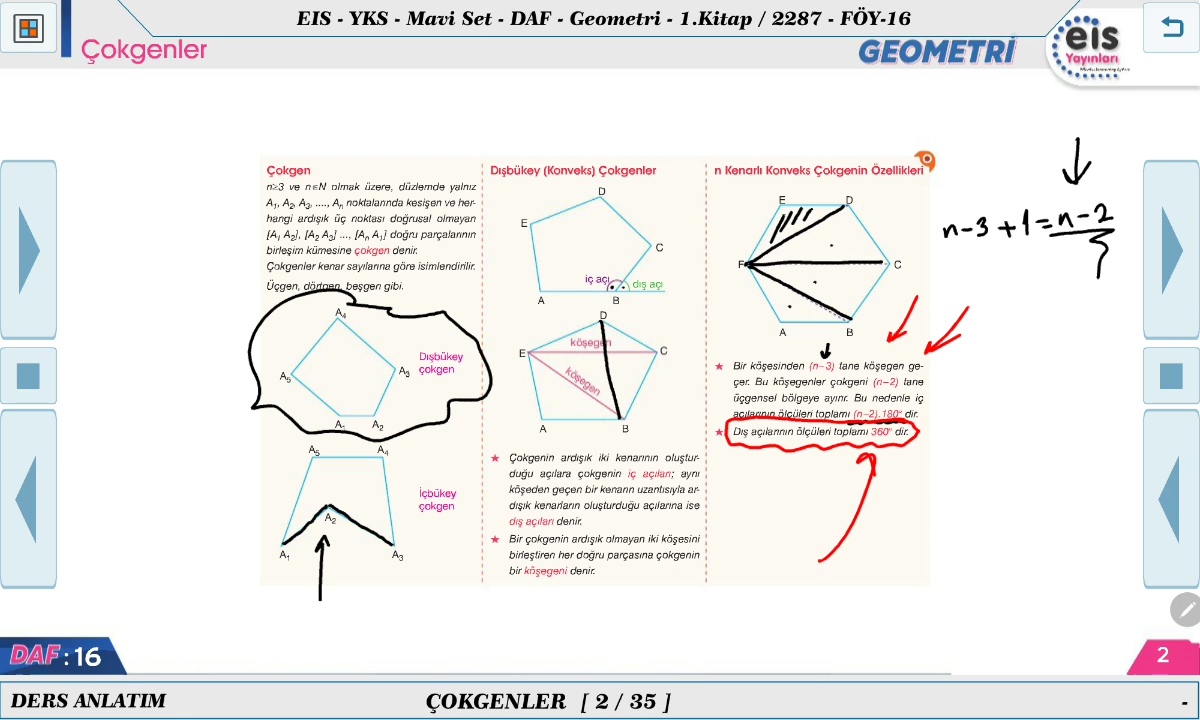 EIS - YKS - Mavi Set - DAF - Geometri - 1.Kitap / 2287 - FÖY-16
Çokgenler
GEOMETRİ
eis
Yayınları
Çokgen
n≥3 ve n∈N olmak üzere, düzlemde yalnız
A₁, A₂, A₃, ...., Aₙ noktalarında kesişen ve her-
hangi ardışık üç noktası doğrusal olmayan
[A₁ A₂], [A₂ A₃] ..., [Aₙ A₁] doğru parçalarının
birleşim kümesine çokgen denir.
Çokgenler kenar sayılarına göre isimlendirilir.
Üçgen, dörtgen, beşgen gibi.
A₄
A₅
A₃
A₁
A₂
Dışbükey
çokgen
A₅
A₄
A₂
A₁
A₃
İçbükey
çokgen
Dışbükey (Konveks) Çokgenler
D
E
C
iç açı
dış açı
A
B
D
köşegen
E
C
köşegen
A
B
★ Çokgenin ardışık iki kenarının oluştur-
duğu açılara çokgenin iç açıları; aynı
köşeden geçen bir kenarın uzantısıyla ar-
dışık kenarların oluşturduğu açılarına ise
dış açıları denir.
★ Bir çokgenin ardışık olmayan iki köşesini
birleştiren her doğru parçasına çokgenin
bir köşegeni denir.
n Kenarlı Konveks Çokgenin Özellikleri
E
D
F
C
A
B
n-3+1=n-2
★ Bir köşesinden (n–3) tane köşegen ge-
çer. Bu köşegenler çokgeni (n–2) tane
üçgensel bölgeye ayırır. Bu nedenle iç
açılarının ölçüleri toplamı (n–2).180° dir.
★ Dış açılarının ölçüleri toplamı 360° dir.
DAF : 16
2
DERS ANLATIM
ÇOKGENLER [ 2 / 35 ]
-